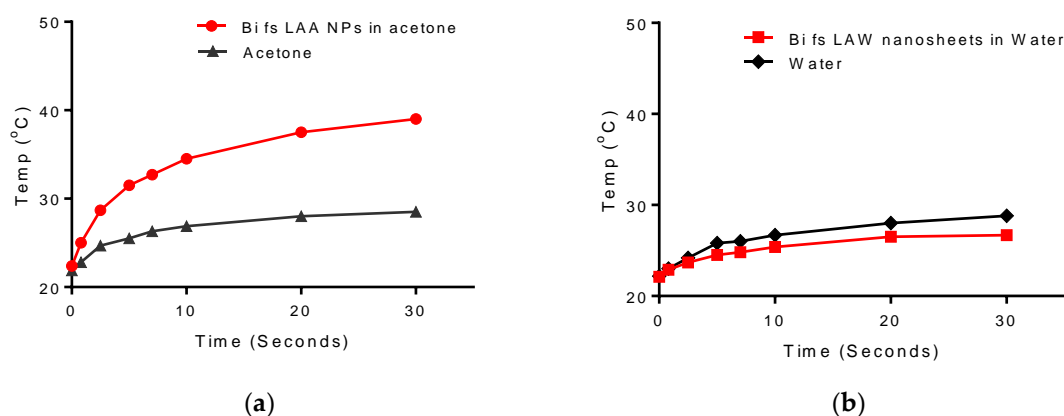 50
40
30
20
Temp (°C)
Bi fs LAA NPs in acetone
Acetone
0
10
20
30
Time (Seconds)
(a)
50
40
30
20
Temp (°C)
Bi fs LAW nanosheets in Water
Water
0
10
20
30
Time (Seconds)
(b)